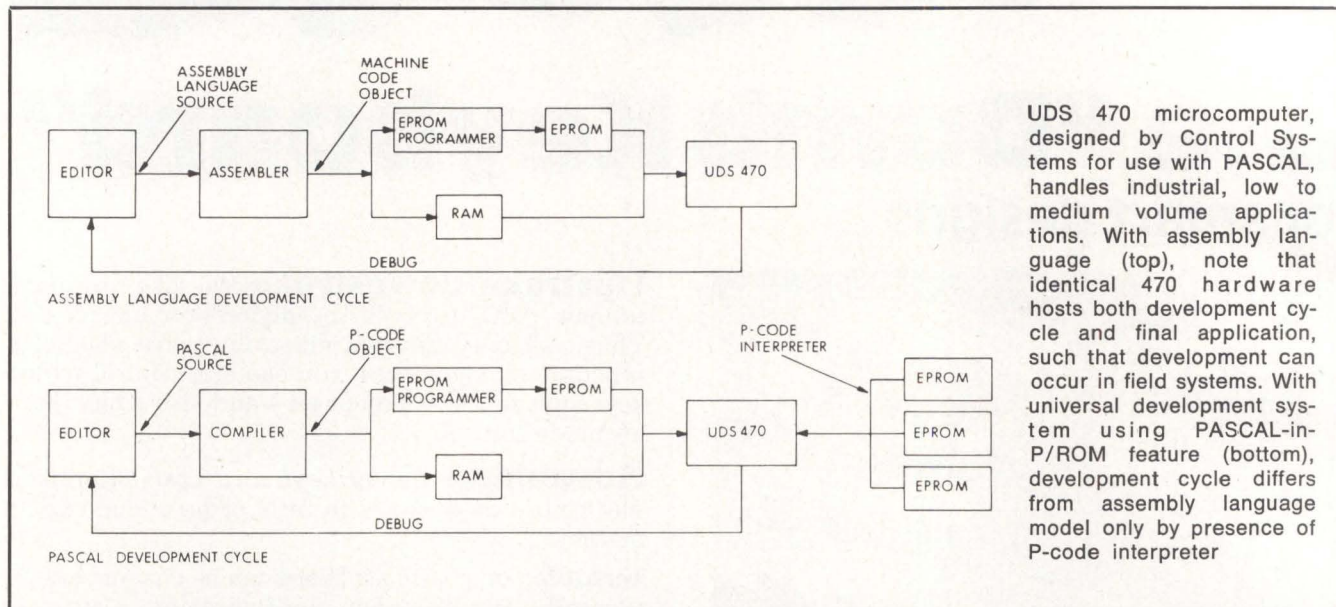 ASSEMBLY
LANGUAGE
SOURCE
MACHINE
CODE
OBJECT
EDITOR
ASSEMBLER
EPROM
PROGRAMMER
EPROM
RAM
UDS 470
DEBUG
ASSEMBLY LANGUAGE DEVELOPMENT CYCLE
PASCAL
SOURCE
P-CODE
OBJECT
EDITOR
COMPILER
EPROM
PROGRAMMER
EPROM
RAM
UDS 470
P-CODE
INTERPRETER
EPROM
EPROM
EPROM
DEBUG
PASCAL DEVELOPMENT CYCLE
UDS 470 microcomputer,
designed by Control Sys-
tems for use with PASCAL,
handles industrial, low to
medium volume applica-
tions. With assembly lan-
guage (top), note that
identical 470 hardware
hosts both development cy-
cle and final application,
such that development can
occur in field systems. With
universal development sys-
tem using PASCAL-in-
P/ROM feature (bottom),
development cycle differs
from assembly language
model only by presence of
P-code interpreter